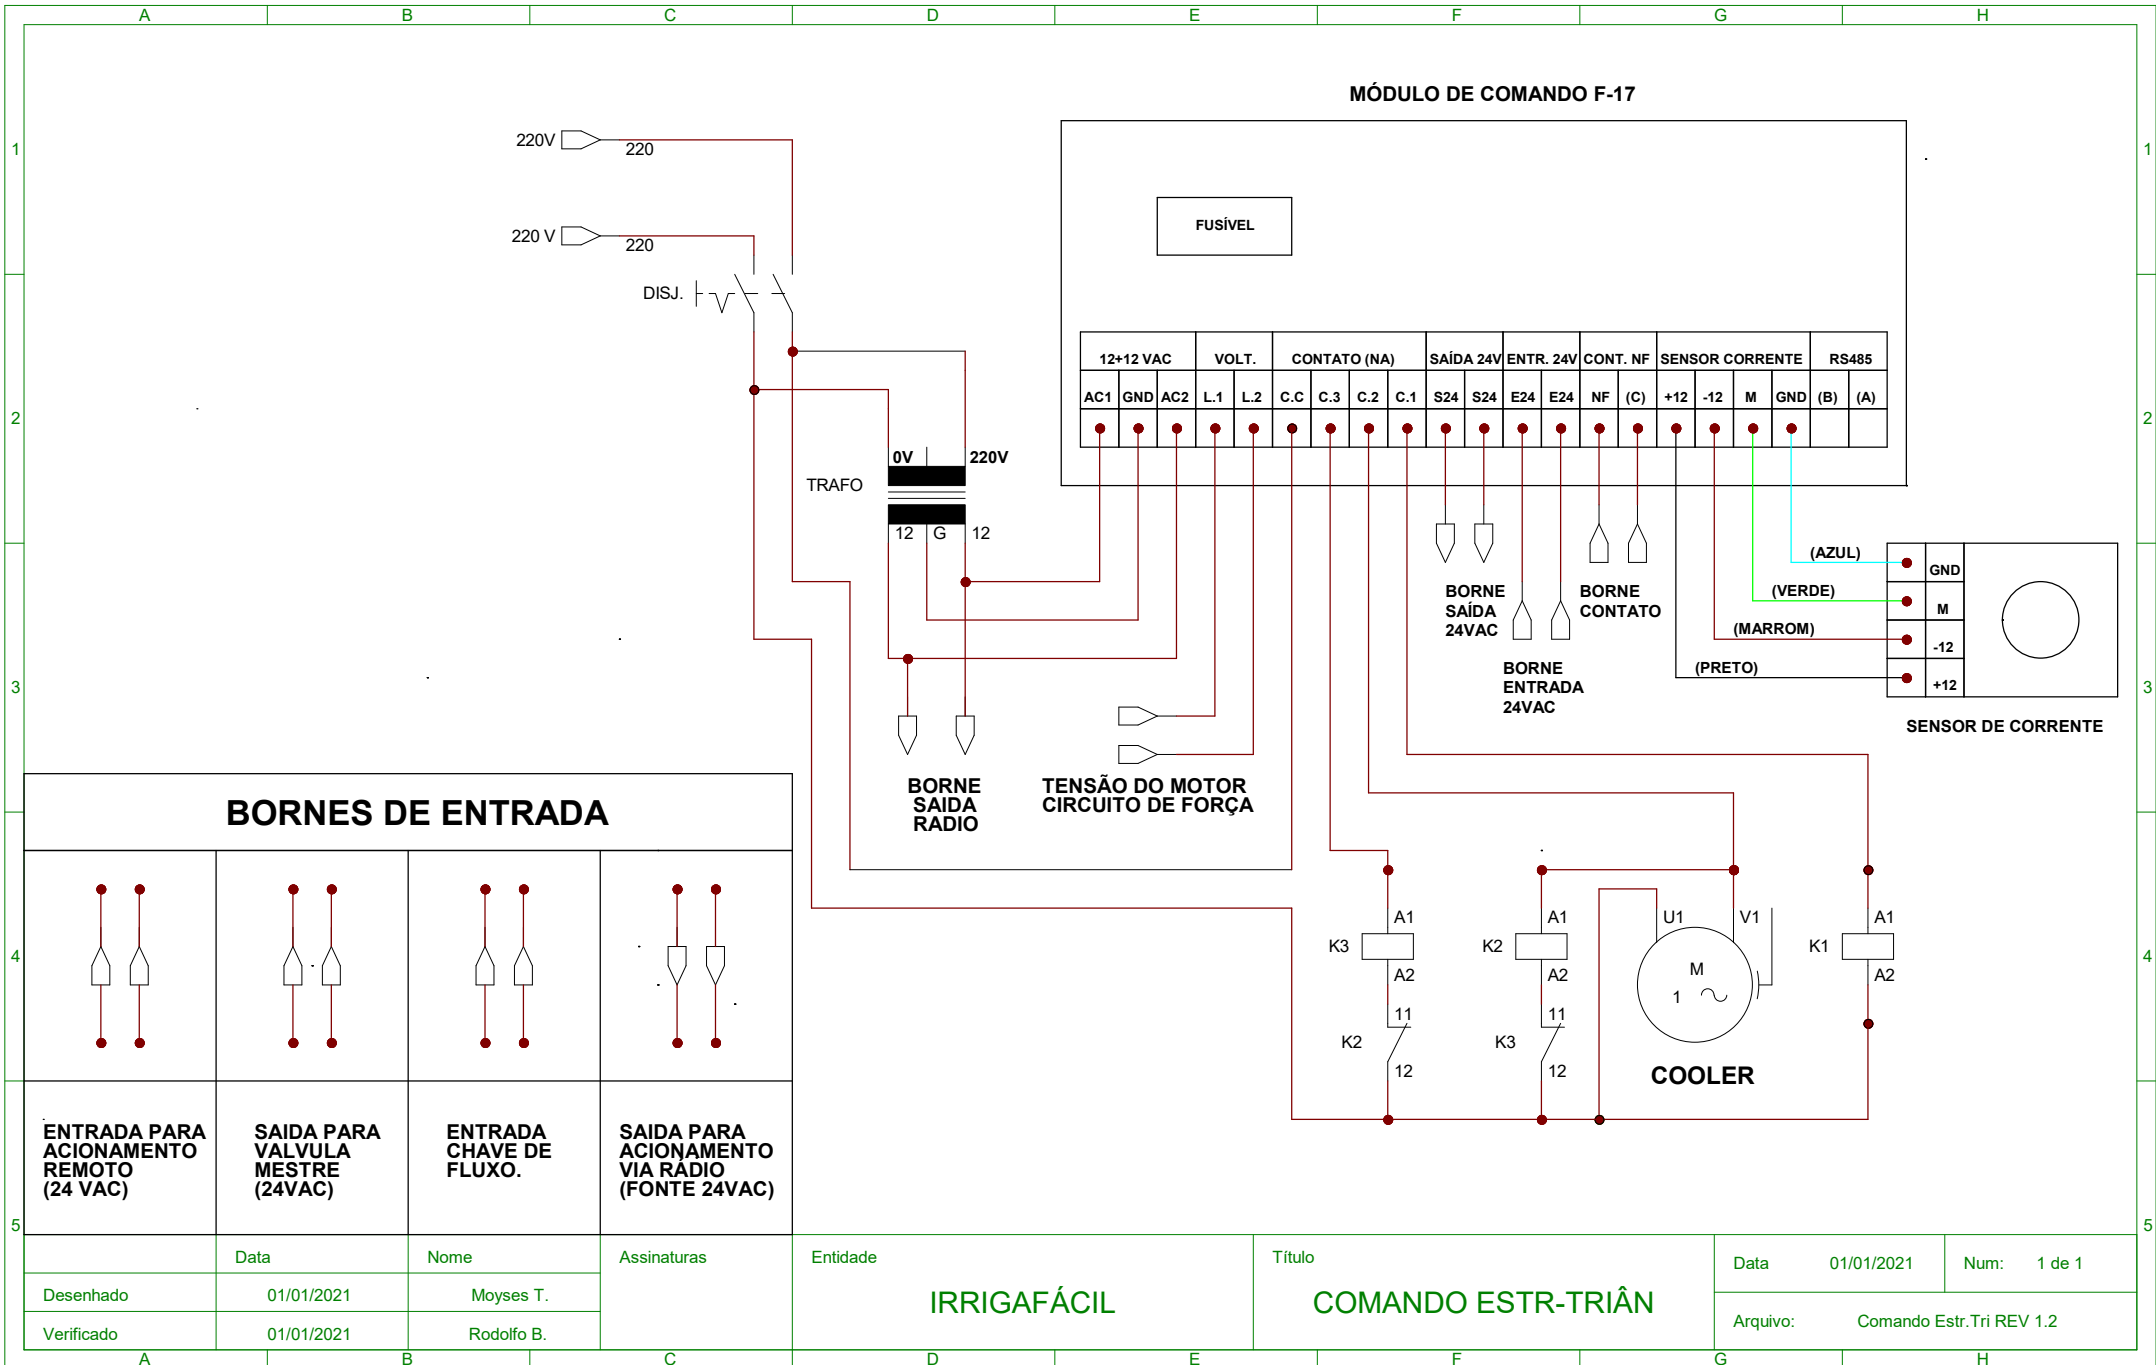 A B C D E F G H
MÓDULO DE COMANDO F-17
1
220V
220
1
220 V
220
FUSÍVEL
DISJ.
12+12 VAC VOLT. CONTATO (NA) SAÍDA 24V ENTR. 24V CONT. NF SENSOR CORRENTE RS485
AC1 GND AC2 L.1 L.2 C.C C.3 C.2 C.1 S24 S24 E24 E24 NF (C) +12 -12 M GND (B) (A)
2
2
0V
220V
TRAFO
12 G 12
(AZUL)
GND
(VERDE)
M
(MARROM)
-12
(PRETO)
+12
SENSOR DE CORRENTE
BORNE
SAÍDA
24VAC
BORNE
CONTATO
BORNE
ENTRADA
24VAC
3
3
BORNE
SAIDA
RADIO
TENSÃO DO MOTOR
CIRCUITO DE FORÇA
BORNES DE ENTRADA
4
4
A1
K3
A2
11
K2
12
A1
K2
A2
11
K3
12
U1
V1
M
1
COOLER
A1
K1
A2
ENTRADA PARA
ACIONAMENTO
REMOTO
(24 VAC)
SAIDA PARA
VALVULA
MESTRE
(24VAC)
ENTRADA
CHAVE DE
FLUXO.
SAIDA PARA
ACIONAMENTO
VIA RÁDIO
(FONTE 24VAC)
5
5
Data Nome Assinaturas
Desenhado 01/01/2021 Moyses T.
Verificado 01/01/2021 Rodolfo B.
Entidade
IRRIGAFÁCIL
Título
COMANDO ESTR-TRIÂN
Data 01/01/2021 Num: 1 de 1
Arquivo: Comando Estr.Tri REV 1.2
A B C D E F G H